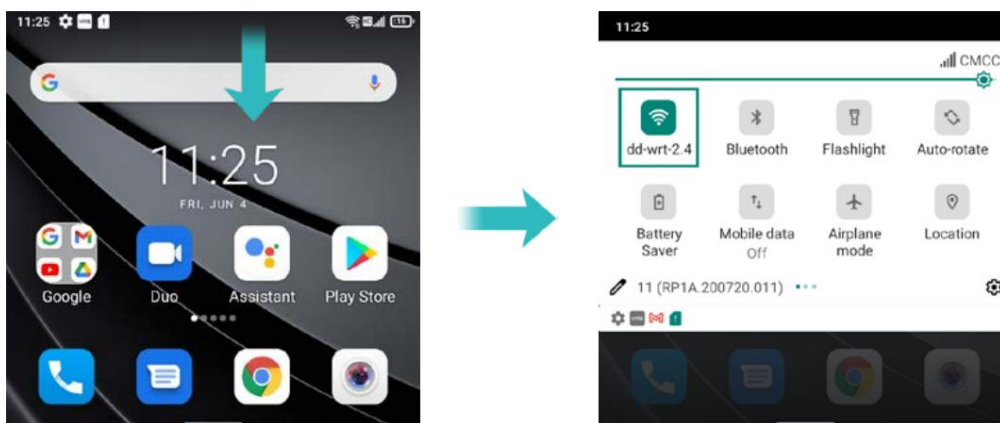 11:25
16
11:25
FRI, JUN 4
Google
Duo
Assistant
Play Store
11:25
CMCC
dd-wrt-2.4
Bluetooth
Flashlight
Auto-rotate
Battery
Saver
Mobile data
Off
Airplane
mode
Location
11 (RP1A.200720.011)